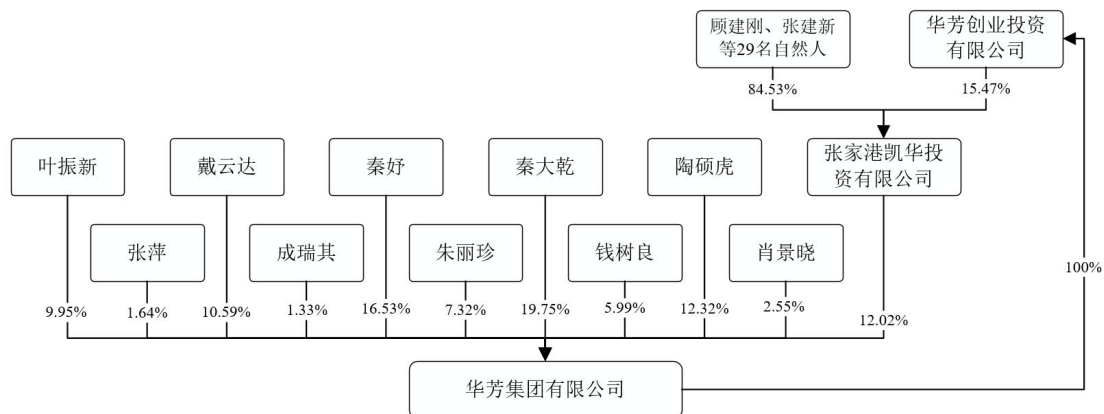 顾建刚、张建新
等29名自然人
华芳创业投资
有限公司
84.53%
15.47%
叶振新
戴云达
秦妤
秦大乾
陶硕虎
张家港凯华投
资有限公司
张萍
成瑞其
朱丽珍
钱树良
肖景晓
100%
9.95%
1.64%
10.59%
1.33%
16.53%
7.32%
19.75%
5.99%
12.32%
2.55%
12.02%
华芳集团有限公司